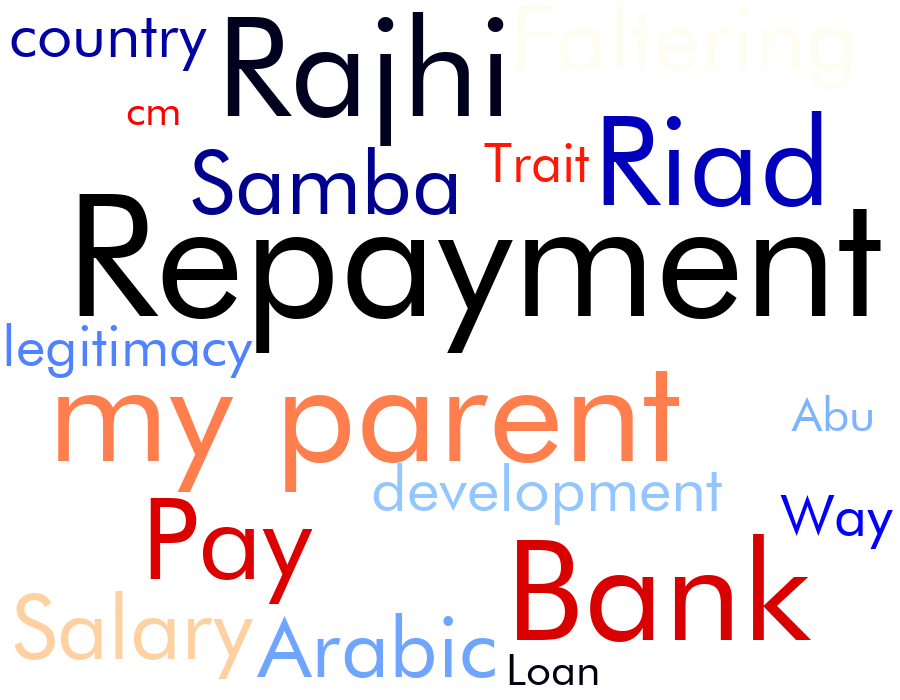 country Rajhi Faltering
cm
Samba Trait Riad
Repayment
legitimacy
my parent Abu
development
Pay Way
Bank
Salary Arabic
Loan